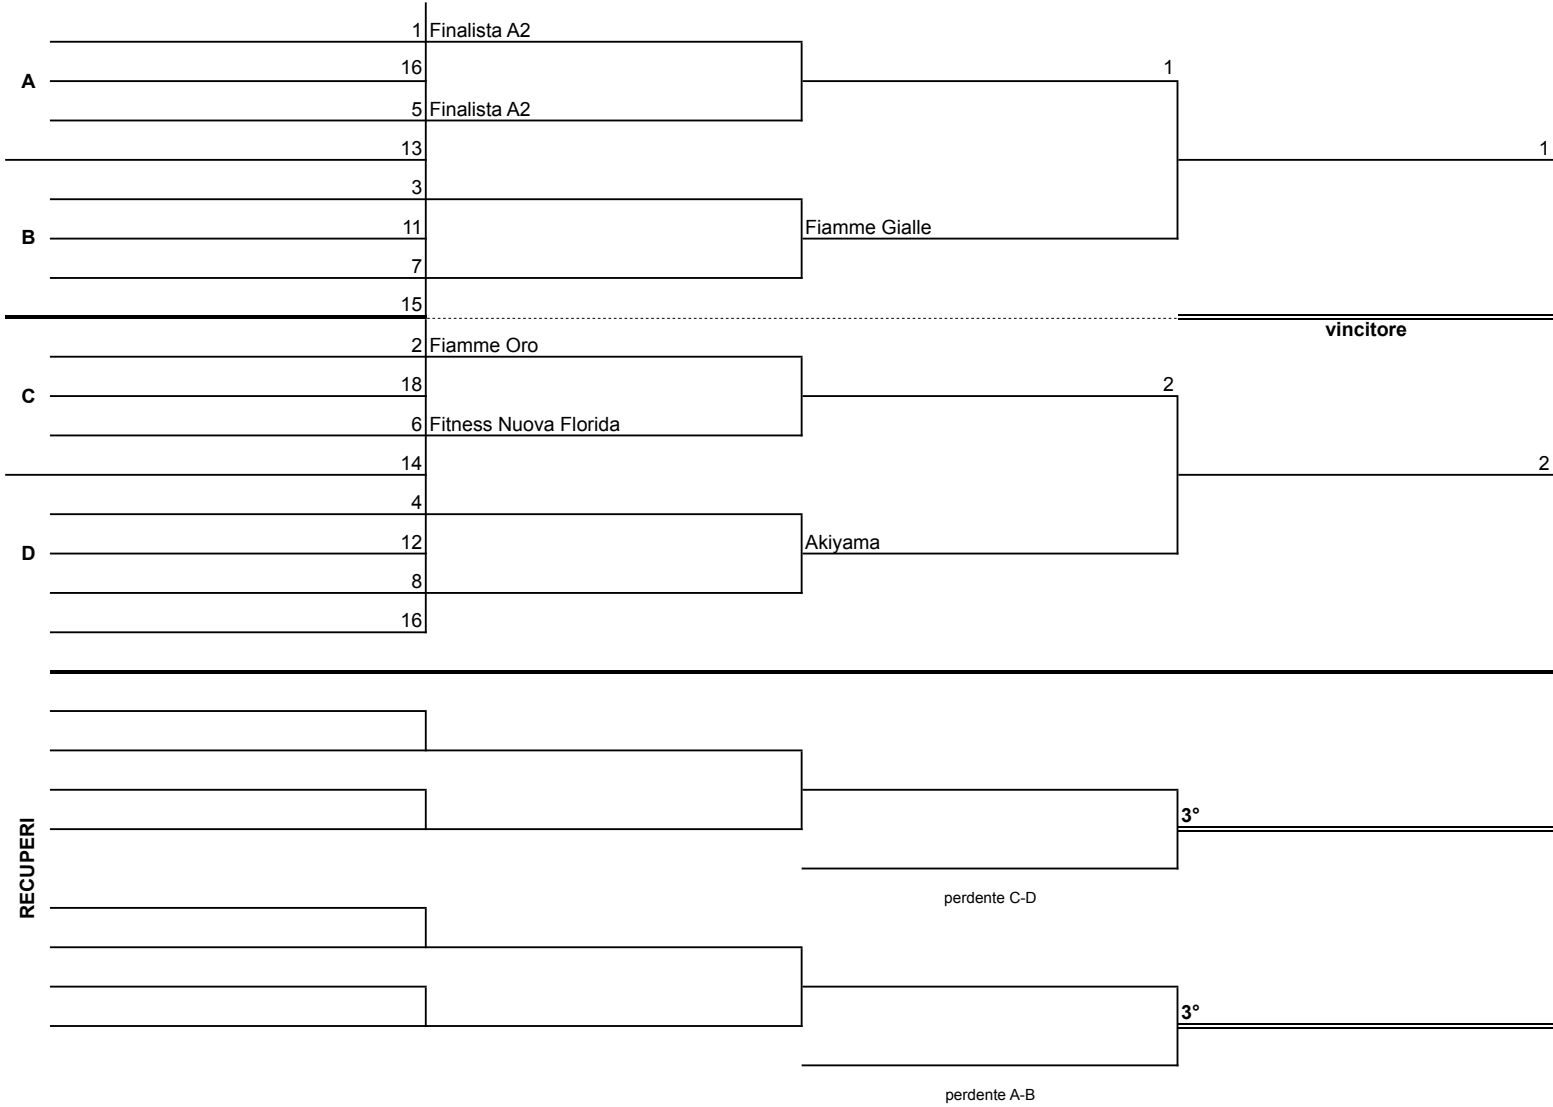 1 Finalista A2
16 1
A
5 Finalista A2
13 1
3
B 11 Fiamme Gialle
7
15
vincitore
2 Fiamme Oro
18 2
C
6 Fitness Nuova Florida
14 2
4
D 12 Akiyama
8
16
RECUPERI
3°
perdente C-D
3°
perdente A-B